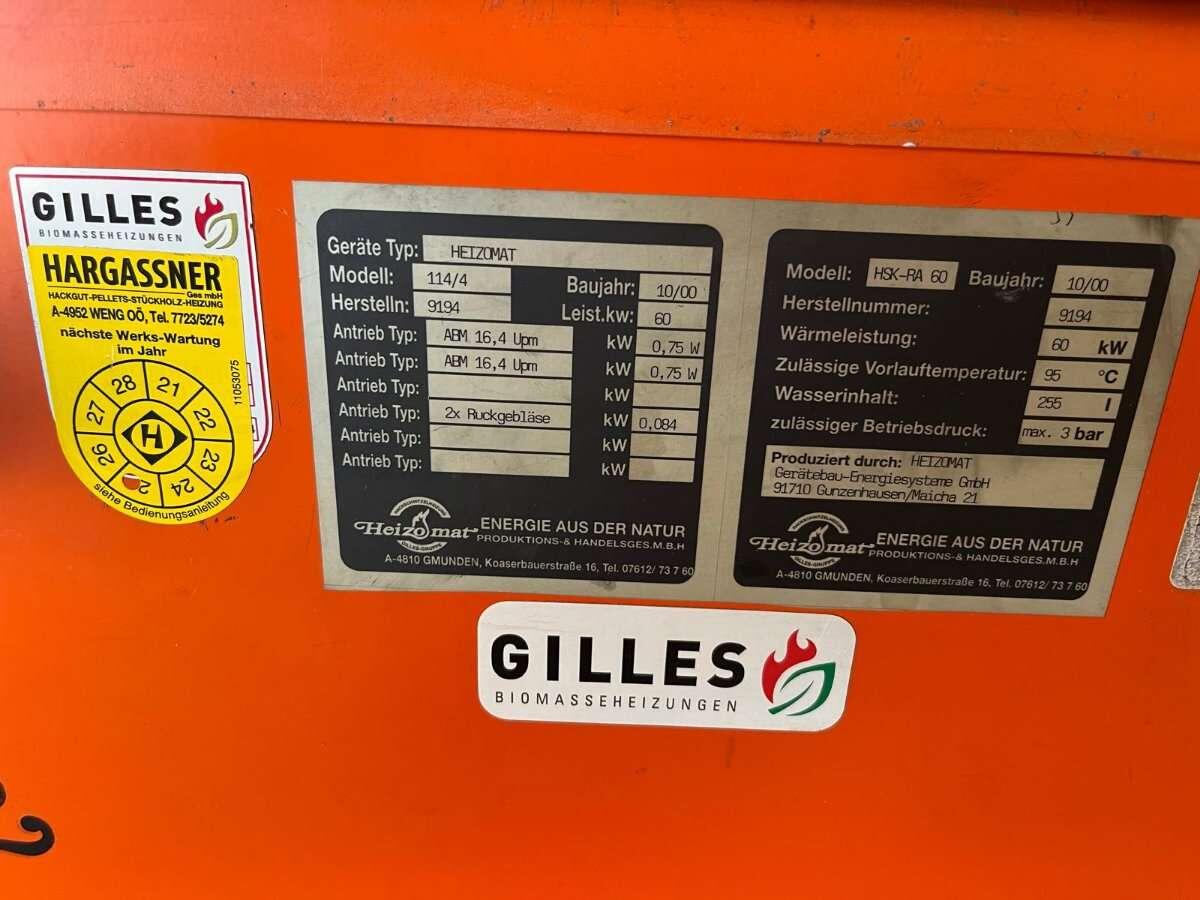 GILLES
BIOMASSEHEIZUNGEN
HARGASSNER
Ges mbH
HACKGUT-PELLETS-STÜCKHOLZ-HEIZUNG
A-4952 WENG OÖ, Tel. 7723/5274
nächste Werks-Wartung
im Jahr
28 21 22 23 24 2 26 27
H
siehe Bedienungsanleitung
11053075
Geräte Typ: HEIZOMAT
Modell: 114/4 Baujahr: 10/00
Herstelln: 9194 Leist.kw: 60
Antrieb Typ: ABM 16,4 Upm kW 0,75 W
Antrieb Typ: ABM 16,4 Upm kW 0,75 W
Antrieb Typ: kW
Antrieb Typ: 2x Ruckgebläse kW 0,084
Antrieb Typ: kW
Antrieb Typ: kW
Heizomat ENERGIE AUS DER NATUR
GILLES-GRUPPE
PRODUKTIONS-& HANDELSGES.M.B.H
A-4810 GMUNDEN, Koaserbauerstraße 16, Tel. 07612/ 73 7 60
Modell: HSK-RA 60 Baujahr: 10/00
Herstellnummer: 9194
Wärmeleistung: 60 kW
Zulässige Vorlauftemperatur: 95 °C
Wasserinhalt: 255 l
zulässiger Betriebsdruck: max. 3 bar
Produziert durch: HEIZOMAT
Gerätebau-Energiesysteme GmbH
91710 Gunzenhausen/Maicha 21
Heizomat ENERGIE AUS DER NATUR
GILLES-GRUPPE
PRODUKTIONS-& HANDELSGES.M.B.H
A-4810 GMUNDEN, Koaserbauerstraße 16, Tel. 07612/ 73 7 60
GILLES
BIOMASSEHEIZUNGEN